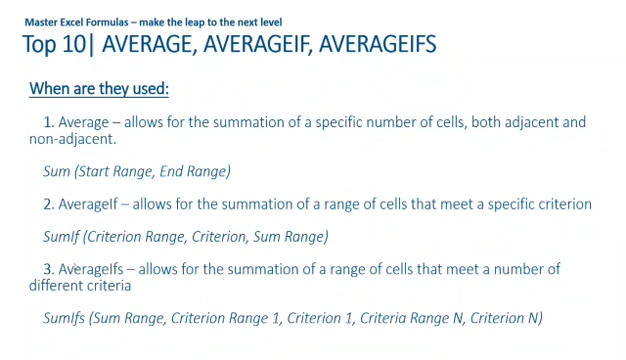 Master Excel Formulas – make the leap to the next level
Top 10| AVERAGE, AVERAGEIF, AVERAGEIFS
When are they used:
1. Average – allows for the summation of a specific number of cells, both adjacent and
non-adjacent.
Sum (Start Range, End Range)
2. AverageIf – allows for the summation of a range of cells that meet a specific criterion
SumIf (Criterion Range, Criterion, Sum Range)
3. AverageIfs – allows for the summation of a range of cells that meet a number of
different criteria
SumIfs (Sum Range, Criterion Range 1, Criterion 1, Criteria Range N, Criterion N)